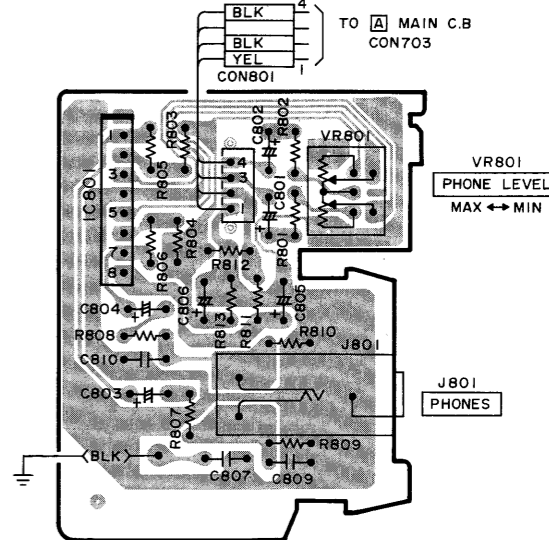 4
BLK
BLK
YEL
1
CON801
TO A MAIN C.B
CON703
IC801
1
3
5
7
8
R805
R803
4
3
1
C802
R802
VR801
VR801
PHONE LEVEL
MAX ↔ MIN
C801
R801
R806
R804
R812
C806
R813
R811
C805
C804
+
R808
C810
R810
J801
C803
+
R807
J801
PHONES
(BLK)
R809
C807
C809